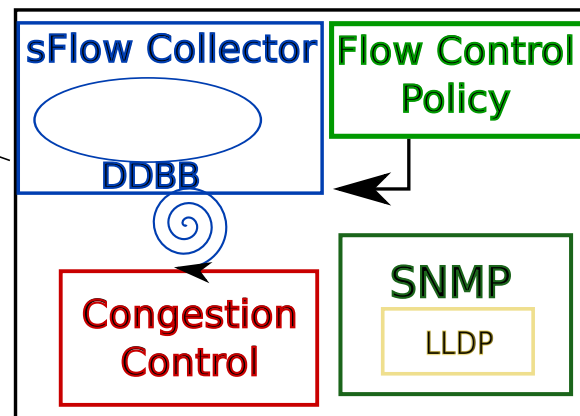 sFlow Collector
DDBB
Flow Control
Policy
Congestion
Control
SNMP
LLDP